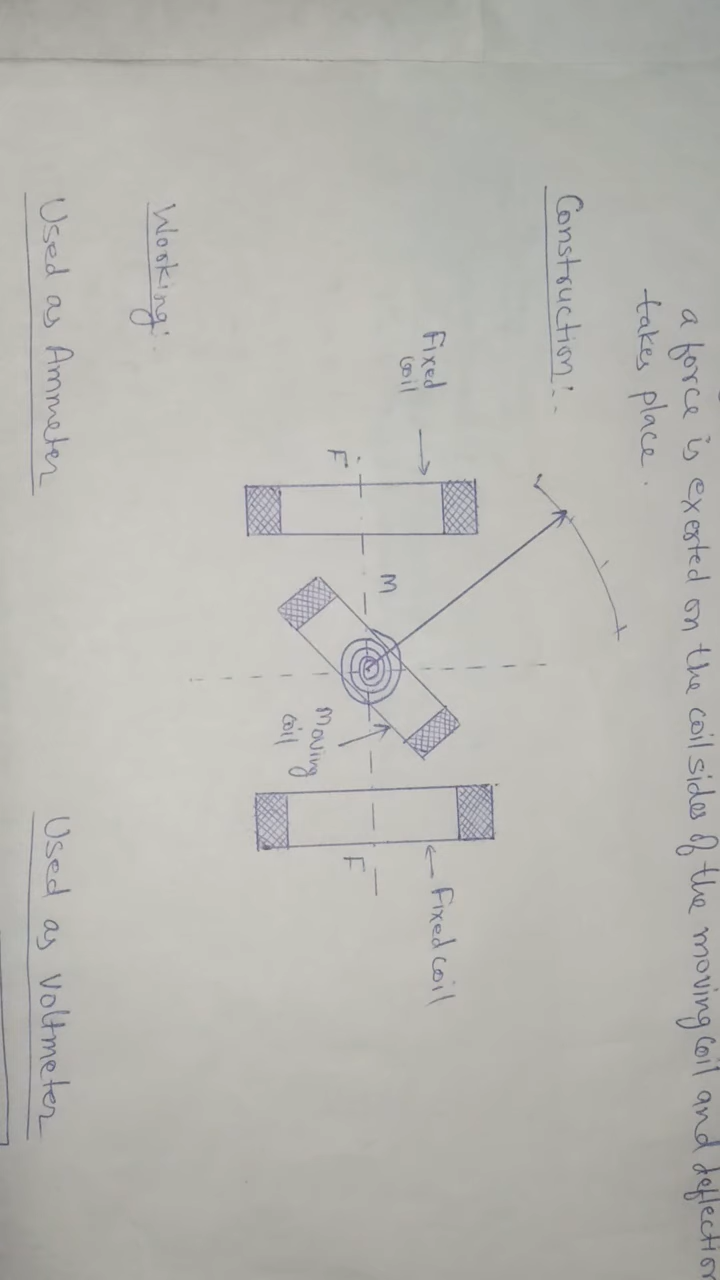 a force is exerted on the coil sides of the moving coil and deflection
takes place.
Construction:-
Fixed
coil
Fixed coil
M
F
F
moving
coil
Working:-
Used as Ammeter
Used as Voltmeter